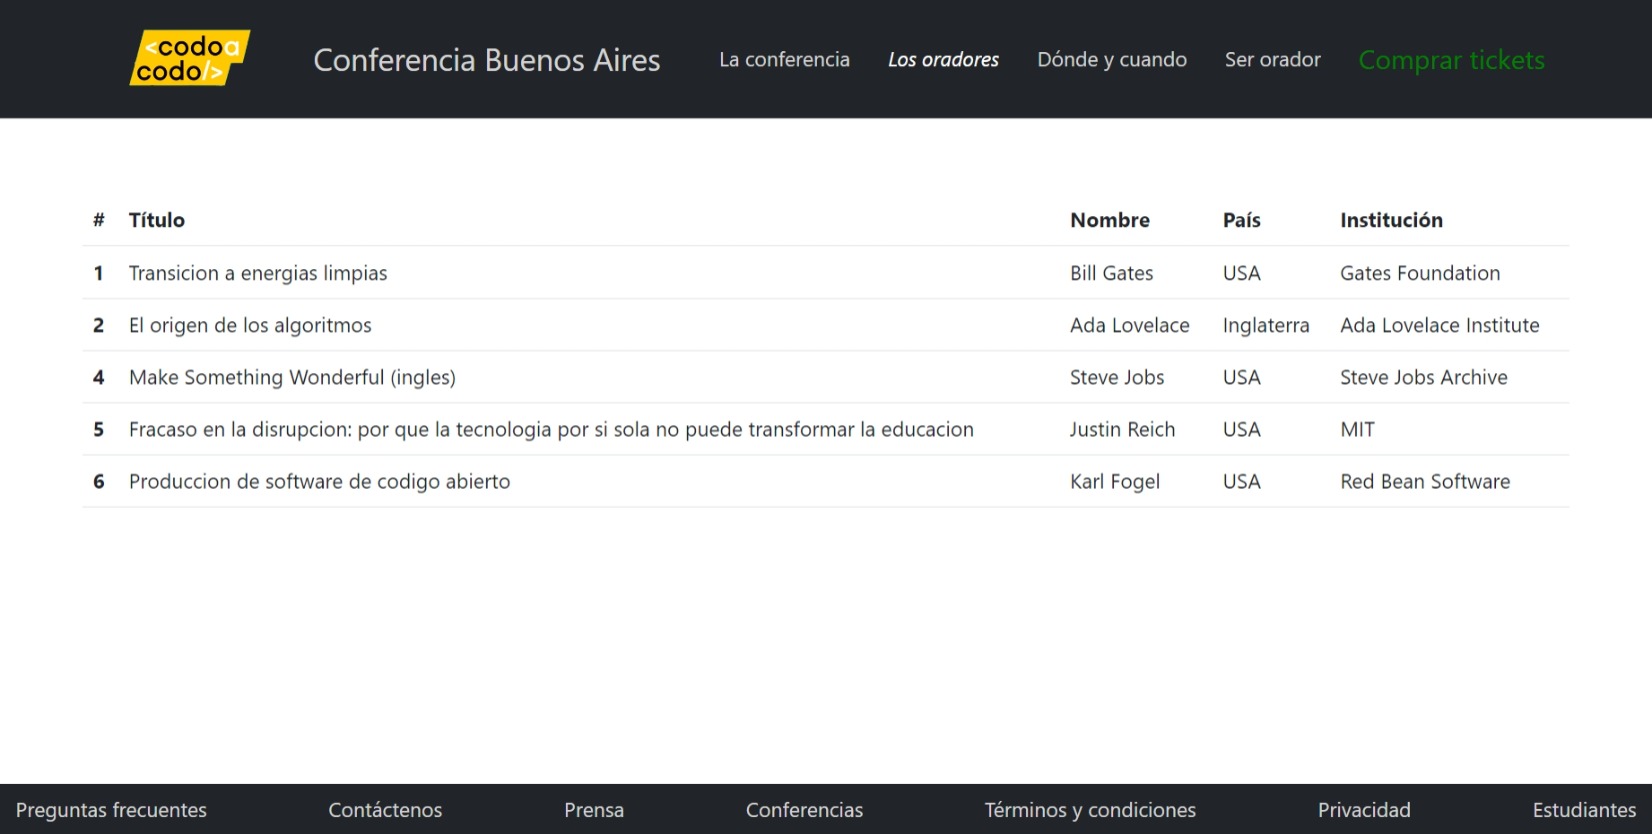 <codoa
codo/>
Conferencia Buenos Aires La conferencia Los oradores Dónde y cuando Ser orador Comprar tickets
# Título Nombre País Institución
1 Transicion a energias limpias Bill Gates USA Gates Foundation
2 El origen de los algoritmos Ada Lovelace Inglaterra Ada Lovelace Institute
4 Make Something Wonderful (ingles) Steve Jobs USA Steve Jobs Archive
5 Fracaso en la disrupcion: por que la tecnologia por si sola no puede transformar la educacion Justin Reich USA MIT
6 Produccion de software de codigo abierto Karl Fogel USA Red Bean Software
Preguntas frecuentes Contáctenos Prensa Conferencias Términos y condiciones Privacidad Estudiantes